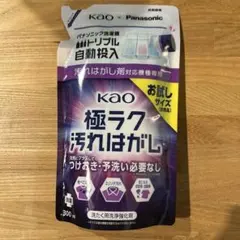 Kao × Panasonic
パナソニック洗濯機
トリプル
自動投入
汚れはがし剤対応機種専用
お試し
サイズ
Kao
極ラク
汚れはがし
つけおき・予洗い必要なし
洗たく用洗浄強化剤
300